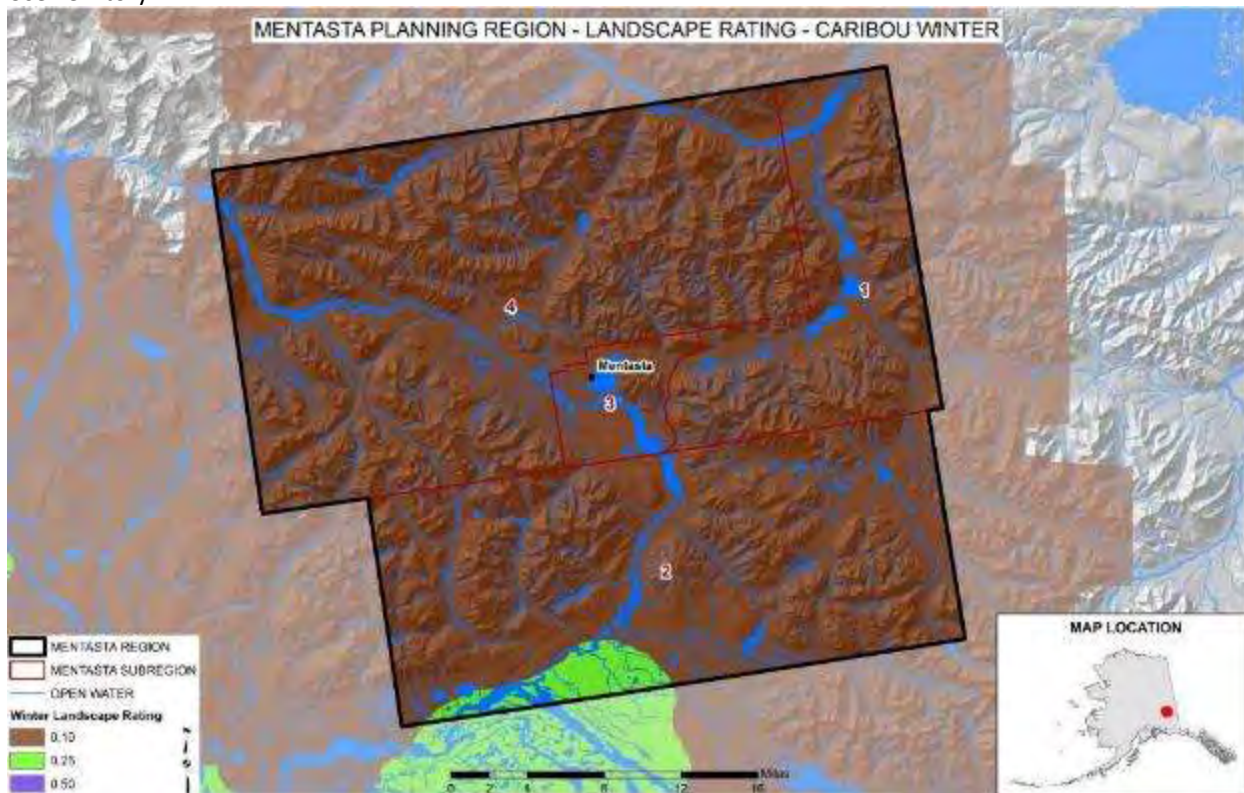 MENTASTA PLANNING REGION - LANDSCAPE RATING - CARIBOU WINTER
1
4
Mentasta
3
2
MENTASTA REGION
MENTASTA SUBREGION
OPEN WATER
Winter Landscape Rating
0.10
0.25
0.50
0 2 4 8 12 16
Miles
MAP LOCATION